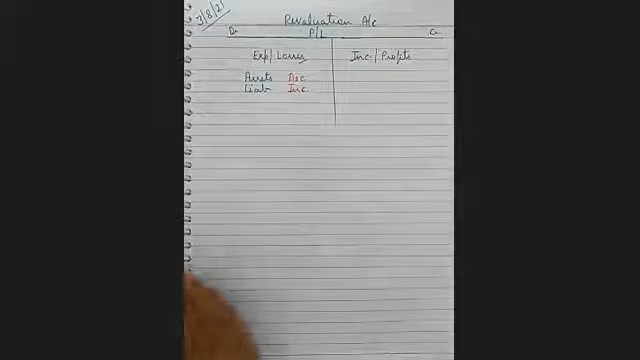 3/8/21
Revaluation A/c
Dr P/L Cr
Exp/Losses Inc./Profits
Assets Dec.
Liab Inc.